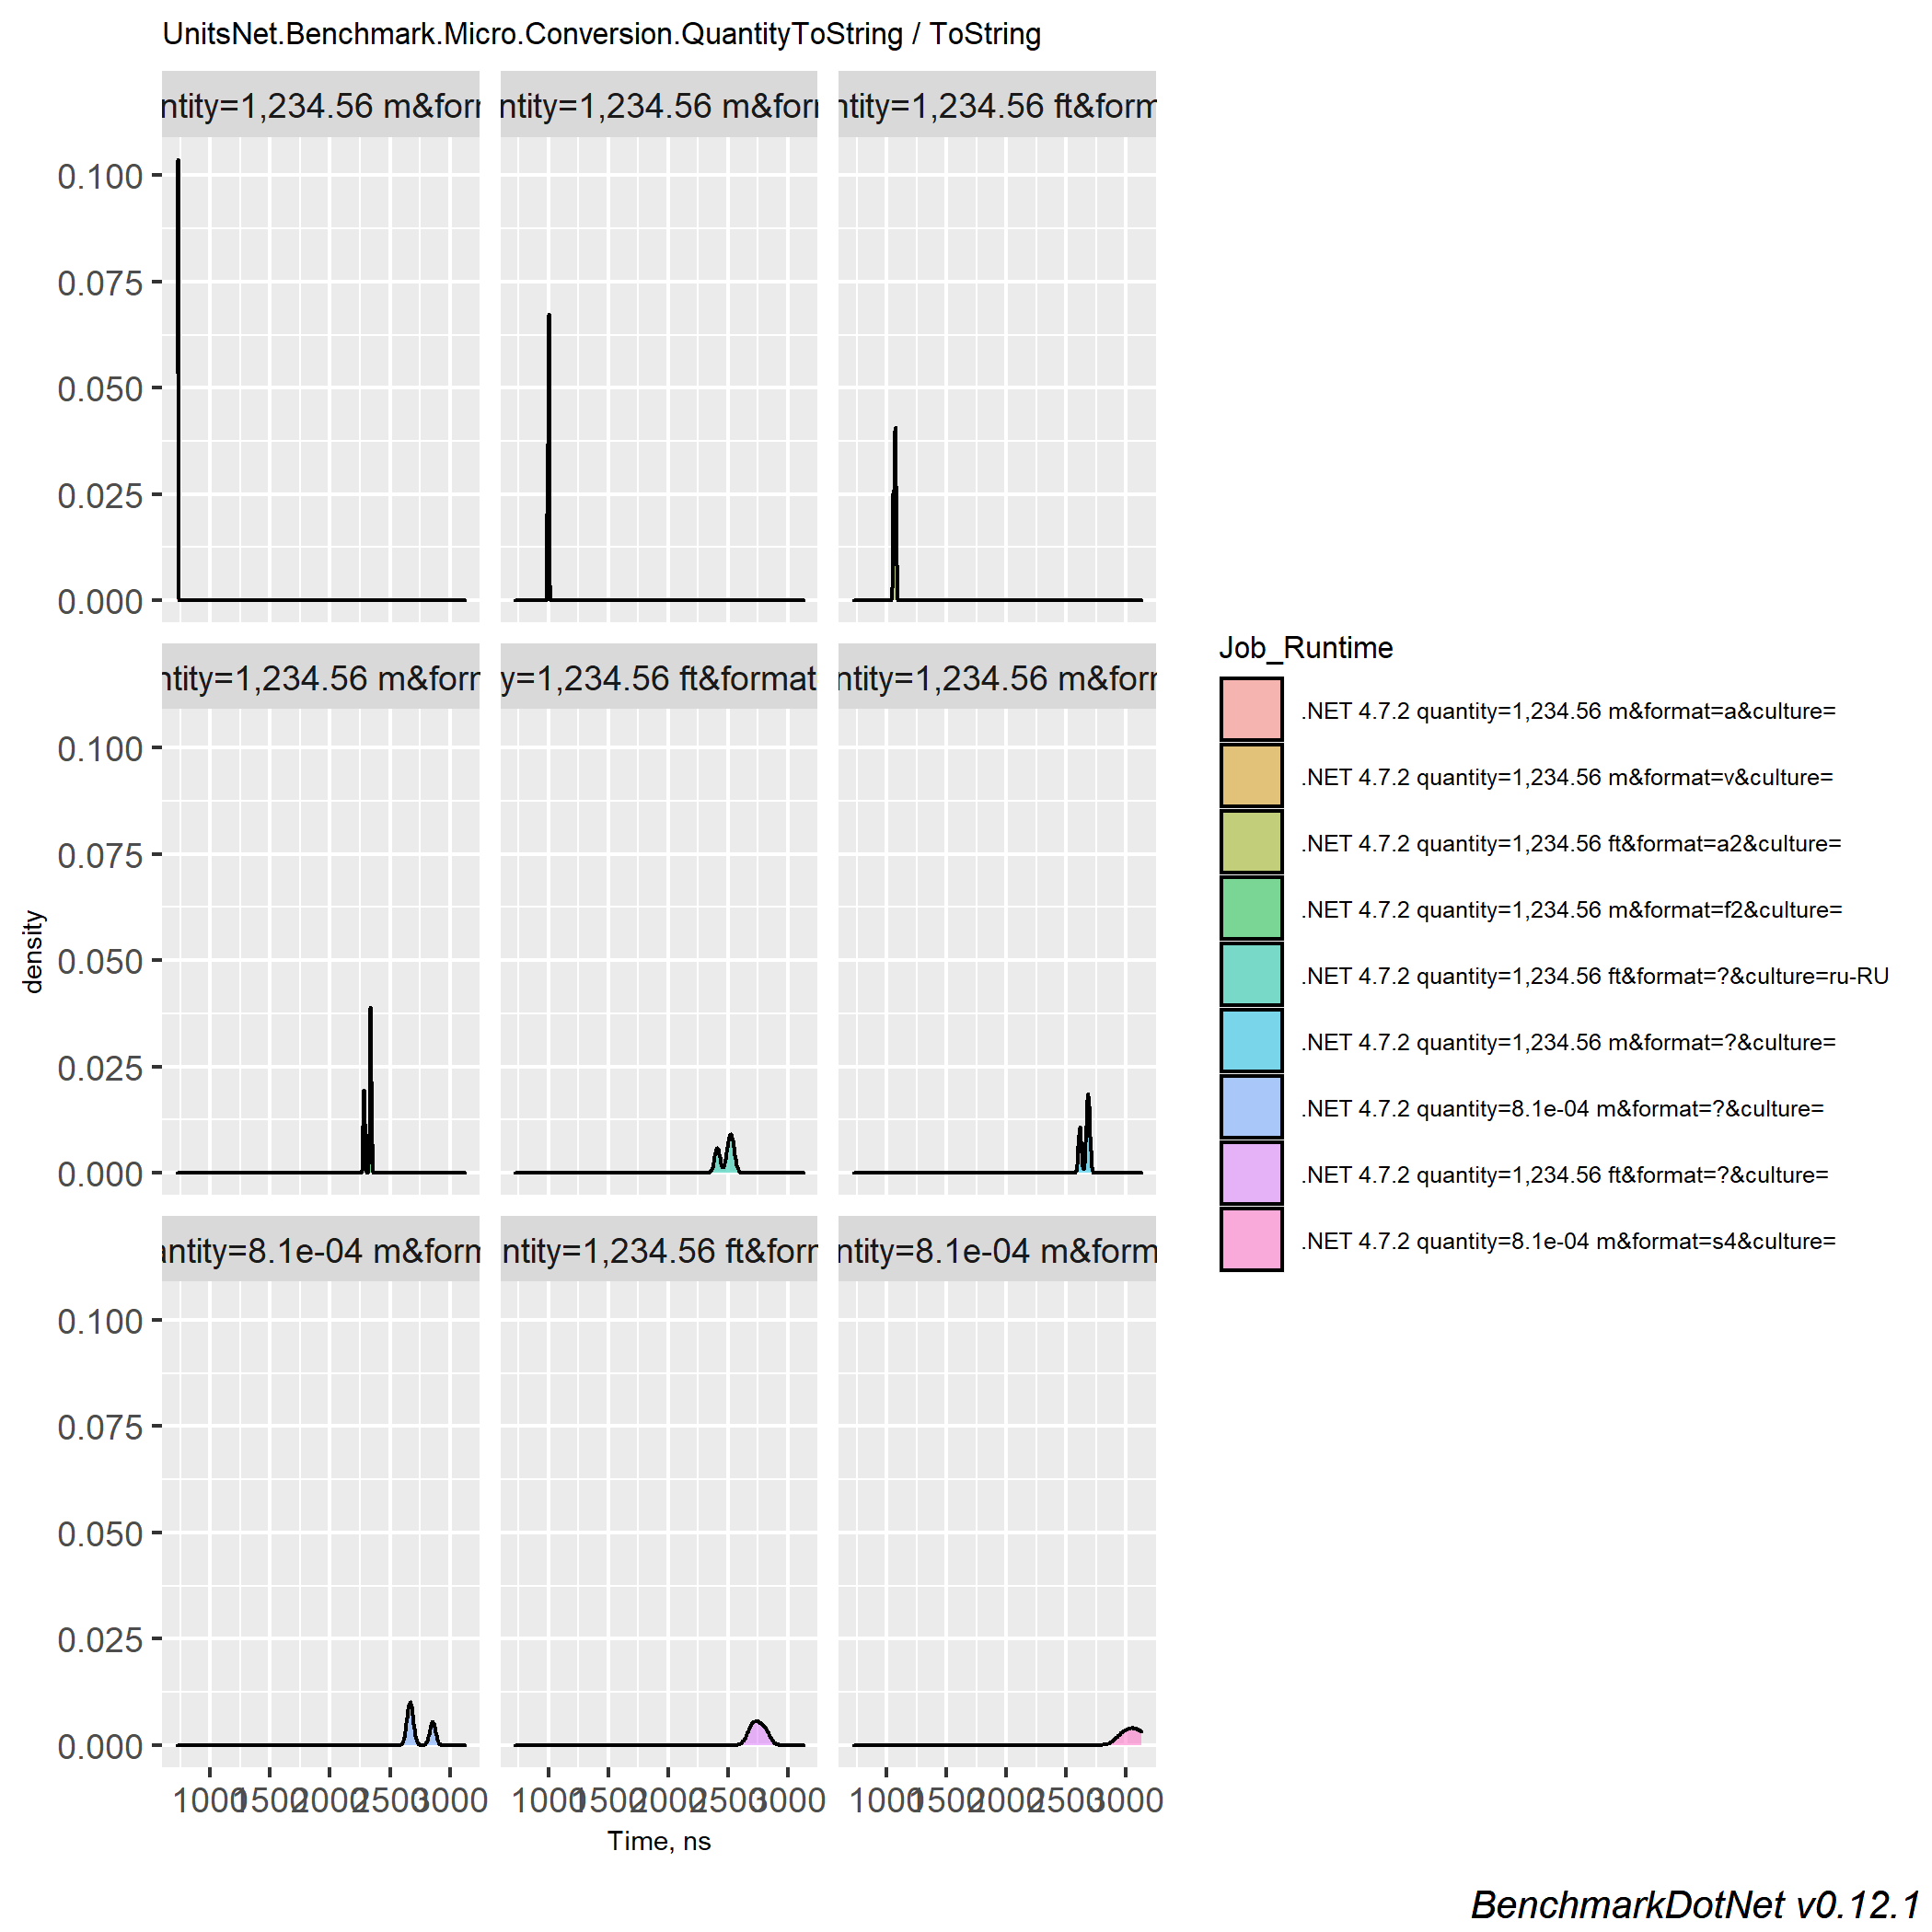 UnitsNet.Benchmark.Micro.Conversion.QuantityToString / ToString
ntity=1,234.56 m&forr
ntity=1,234.56 m&forr
ntity=1,234.56 ft&form
0.100
0.075
0.050
0.025
0.000
ntity=1,234.56 m&forr
y=1,234.56 ft&format
ntity=1,234.56 m&forr
0.100
0.075
0.050
0.025
0.000
antity=8.1e-04 m&form
ntity=1,234.56 ft&forr
ntity=8.1e-04 m&form
0.100
0.075
0.050
0.025
0.000
density
1000 1500 2000 2500 3000
1000 1500 2000 2500 3000
1000 1500 2000 2500 3000
Time, ns
Job_Runtime
.NET 4.7.2 quantity=1,234.56 m&format=a&culture=
.NET 4.7.2 quantity=1,234.56 m&format=v&culture=
.NET 4.7.2 quantity=1,234.56 ft&format=a2&culture=
.NET 4.7.2 quantity=1,234.56 m&format=f2&culture=
.NET 4.7.2 quantity=1,234.56 ft&format=?&culture=ru-RU
.NET 4.7.2 quantity=1,234.56 m&format=?&culture=
.NET 4.7.2 quantity=8.1e-04 m&format=?&culture=
.NET 4.7.2 quantity=1,234.56 ft&format=?&culture=
.NET 4.7.2 quantity=8.1e-04 m&format=s4&culture=
BenchmarkDotNet v0.12.1